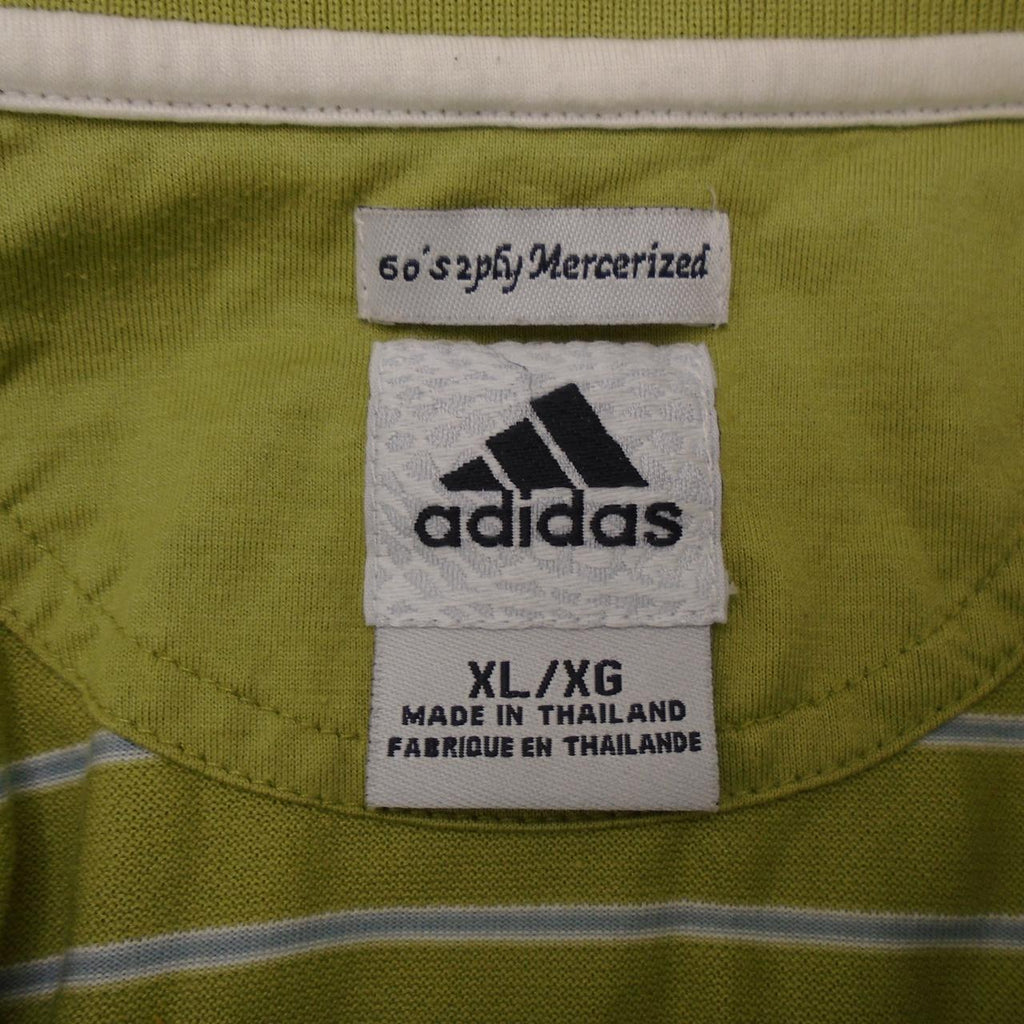 60's 2ply Mercerized
adidas
XL/XG
MADE IN THAILAND
FABRIQUE EN THAILANDE